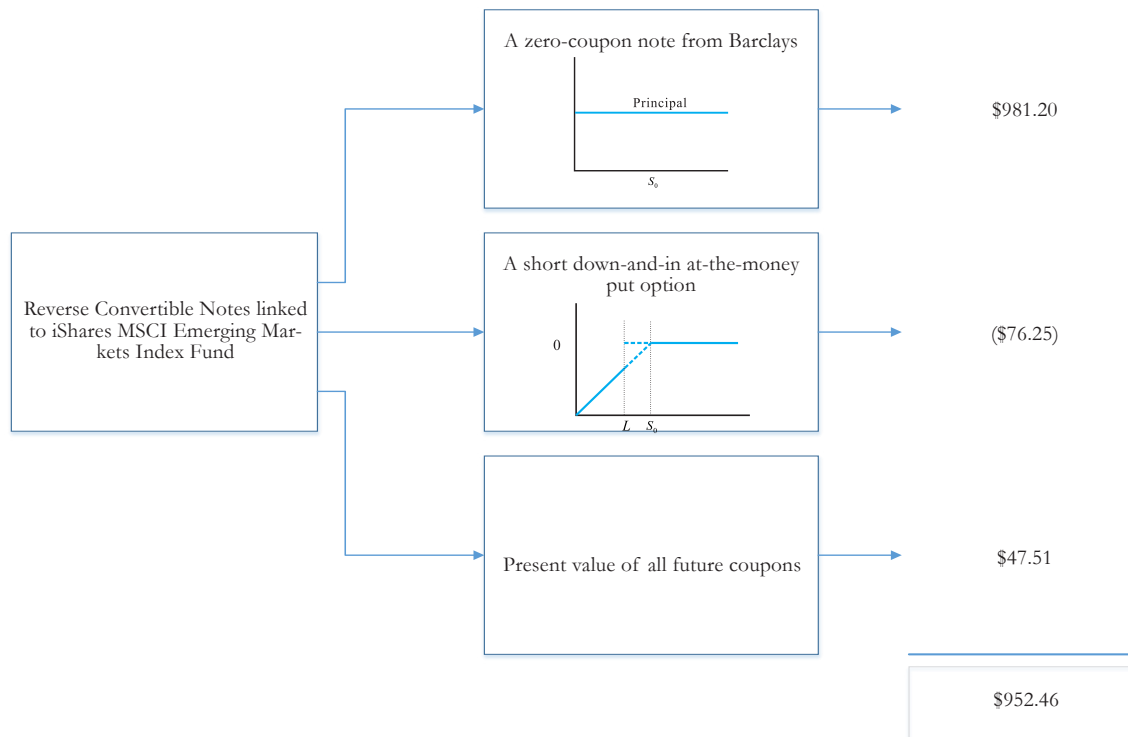 A zero-coupon note from Barclays
Principal
S₀
$981.20
Reverse Convertible Notes linked
to iShares MSCI Emerging Mar-
kets Index Fund
A short down-and-in at-the-money
put option
0
L S₀
($76.25)
Present value of all future coupons
$47.51
$952.46